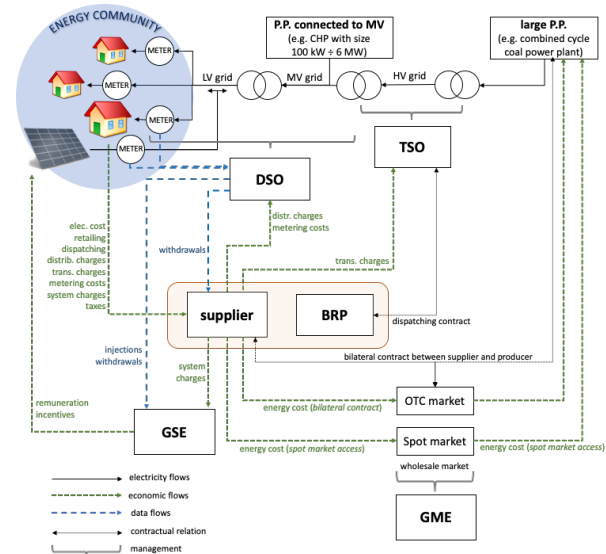 ENERGY COMMUNITY
P.P. connected to MV
(e.g. CHP with size
100 kW ÷ 6 MW)
large P.P.
(e.g. combined cycle
coal power plant)
METER
METER
METER
METER
LV grid
MV grid
HV grid
TSO
DSO
distr. charges
metering costs
withdrawals
trans. charges
elec. cost
retailing
dispatching
distrib. charges
trans. charges
metering costs
system charges
taxes
supplier
BRP
dispatching contract
bilateral contract between supplier and producer
injections
withdrawals
system
charges
remuneration
incentives
energy cost (bilateral contract)
OTC market
GSE
Spot market
energy cost (spot market access)
energy cost (spot market access)
wholesale market
GME
electricity flows
economic flows
data flows
contractual relation
management